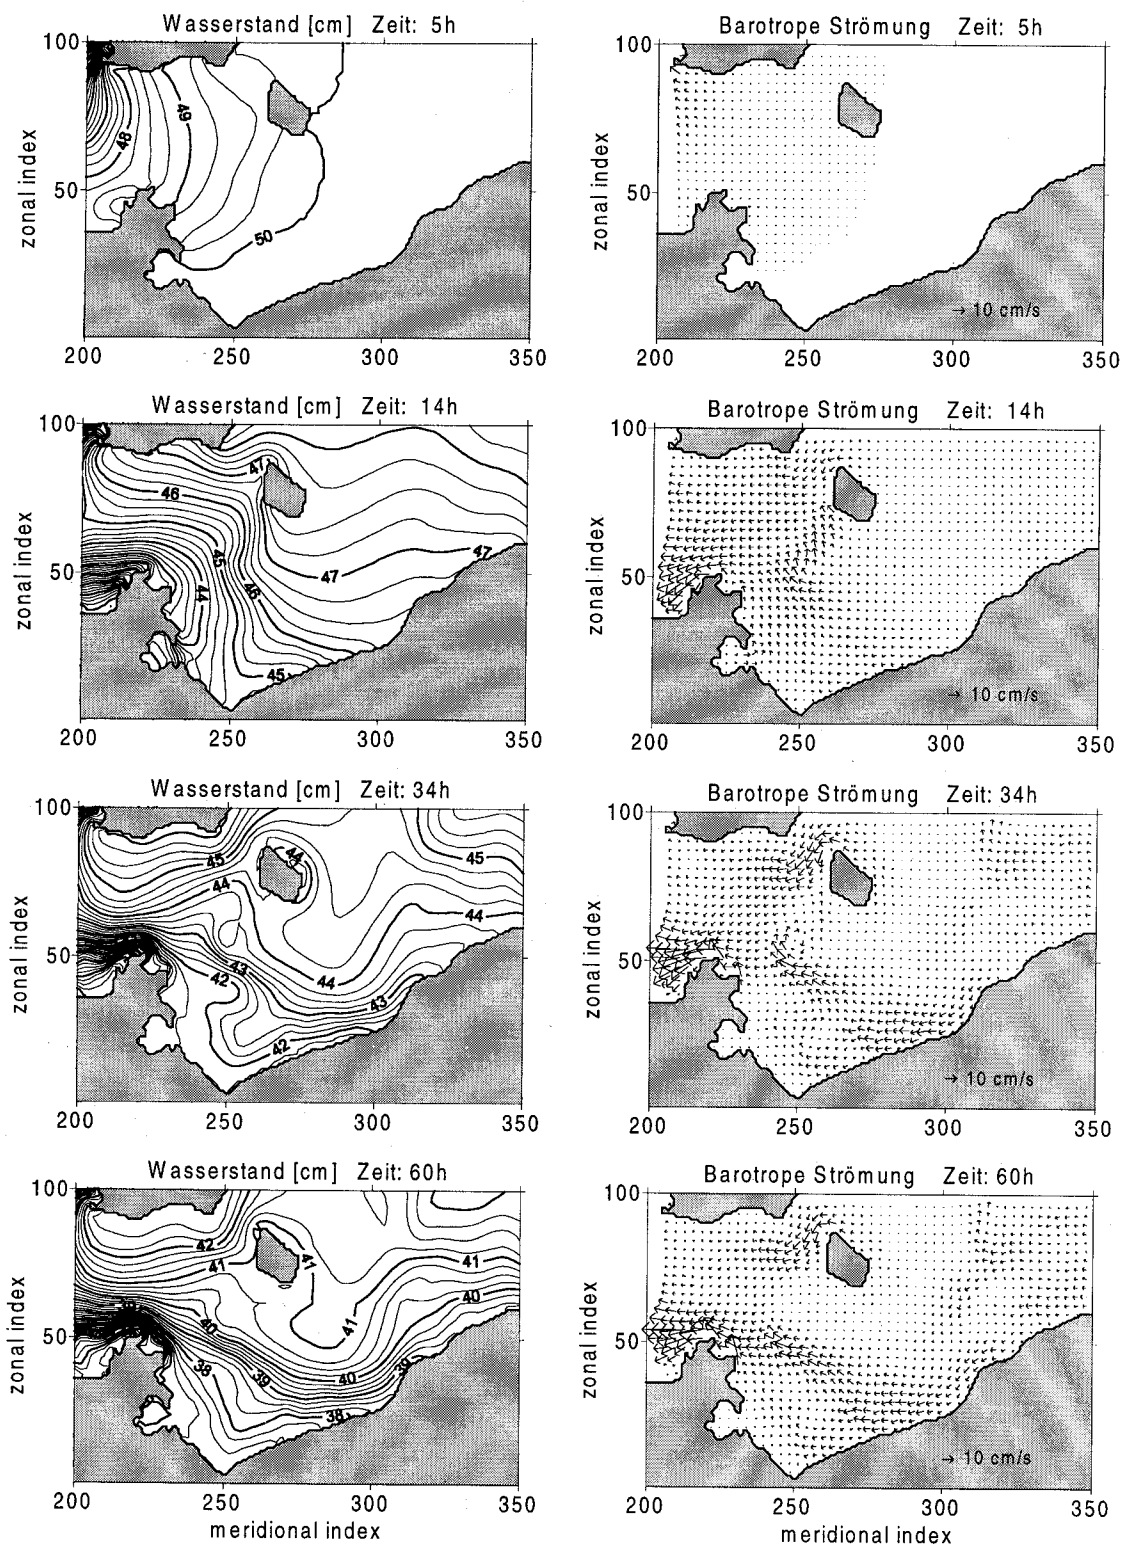 Wasserstand [cm] Zeit: 5h
100
50
zonal index
48
49
50
200 250 300 350
Barotrope Strömung Zeit: 5h
100
50
zonal index
→ 10 cm/s
200 250 300 350
Wasserstand [cm] Zeit: 14h
100
50
zonal index
47
46
45
44
46
47
47
45
200 250 300 350
Barotrope Strömung Zeit: 14h
100
50
zonal index
→ 10 cm/s
200 250 300 350
Wasserstand [cm] Zeit: 34h
100
50
zonal index
45
44
44
45
44
43
42
44
43
42
200 250 300 350
Barotrope Strömung Zeit: 34h
100
50
zonal index
→ 10 cm/s
200 250 300 350
Wasserstand [cm] Zeit: 60h
100
50
zonal index
42
41
41
41
40
41
40
38
39
40
39
38
200 250 300 350
meridional index
Barotrope Strömung Zeit: 60h
100
50
zonal index
→ 10 cm/s
200 250 300 350
meridional index